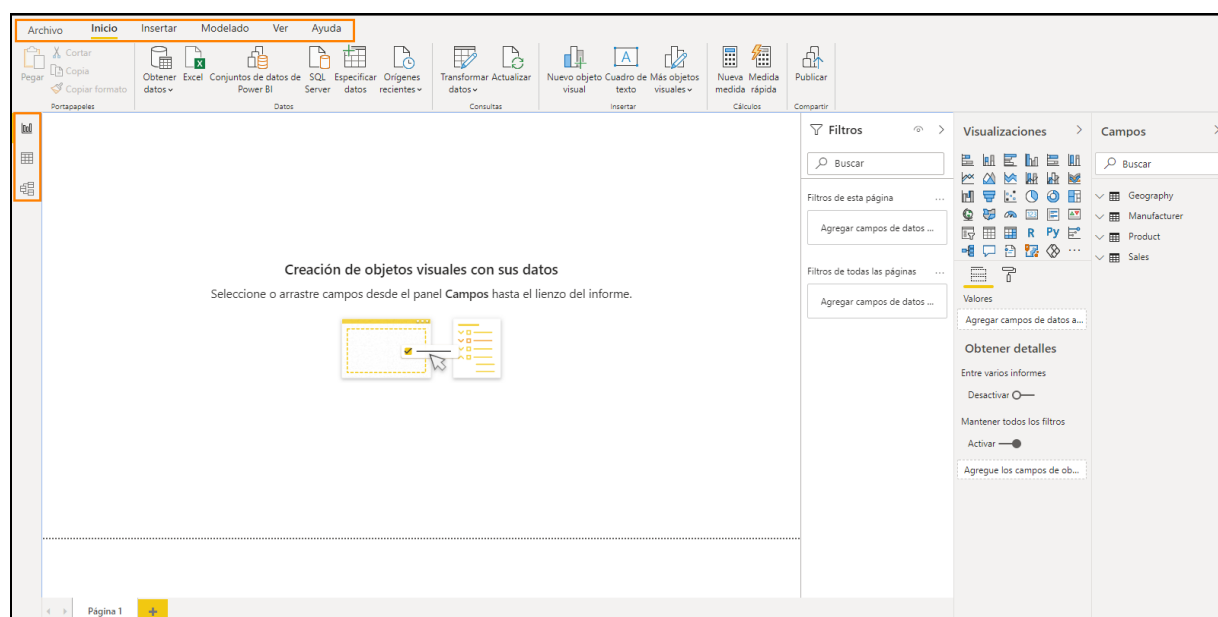 Archivo Inicio Insertar Modelado Ver Ayuda
Pegar
Cortar
Copia
Copiar formato
Portapapeles
Obtener datos
Excel
Conjuntos de datos de Power BI
SQL Server
Especificar datos
Orígenes recientes
Datos
Transformar datos
Actualizar
Consultas
Nuevo objeto visual
Cuadro de texto
Más objetos visuales
Insertar
Nueva medida
Medida rápida
Cálculos
Publicar
Compartir
Creación de objetos visuales con sus datos
Seleccione o arrastre campos desde el panel Campos hasta el lienzo del informe.
Página 1
Filtros
Buscar
Filtros de esta página ...
Agregar campos de datos ...
Filtros de todas las páginas ...
Agregar campos de datos ...
Visualizaciones
R Py
Valores
Agregar campos de datos a...
Obtener detalles
Entre varios informes
Desactivar
Mantener todos los filtros
Activar
Agregue los campos de ob...
Campos
Buscar
Geography
Manufacturer
Product
Sales